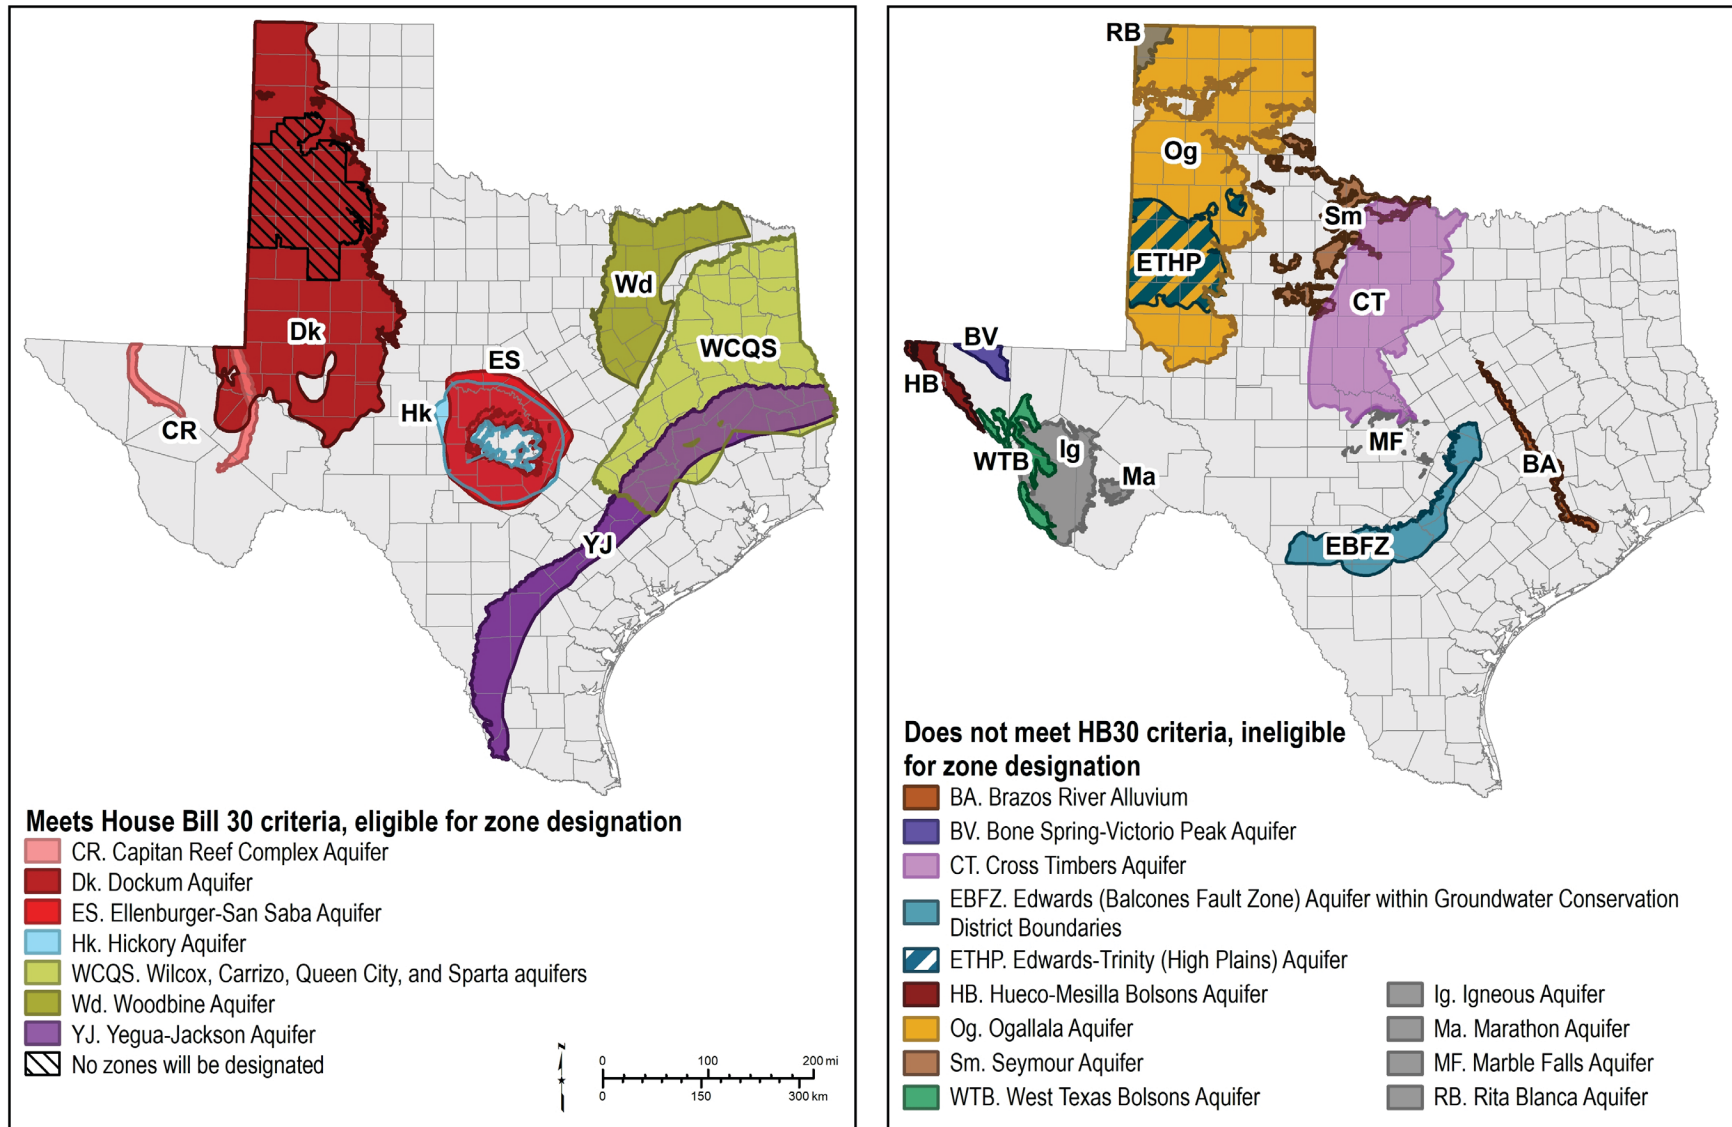 Dk
CR
ES
Hk
Wd
WCQS
YJ
Meets House Bill 30 criteria, eligible for zone designation
CR. Capitan Reef Complex Aquifer
Dk. Dockum Aquifer
ES. Ellenburger-San Saba Aquifer
Hk. Hickory Aquifer
WCQS. Wilcox, Carrizo, Queen City, and Sparta aquifers
Wd. Woodbine Aquifer
YJ. Yegua-Jackson Aquifer
No zones will be designated
N
0 100 200 mi
0 150 300 km
RB
Og
Sm
ETHP
CT
BV
HB
WTB
Ig
Ma
MF
BA
EBFZ
Does not meet HB30 criteria, ineligible
for zone designation
BA. Brazos River Alluvium
BV. Bone Spring-Victorio Peak Aquifer
CT. Cross Timbers Aquifer
EBFZ. Edwards (Balcones Fault Zone) Aquifer within Groundwater Conservation
District Boundaries
ETHP. Edwards-Trinity (High Plains) Aquifer
HB. Hueco-Mesilla Bolsons Aquifer
Og. Ogallala Aquifer
Sm. Seymour Aquifer
WTB. West Texas Bolsons Aquifer
Ig. Igneous Aquifer
Ma. Marathon Aquifer
MF. Marble Falls Aquifer
RB. Rita Blanca Aquifer